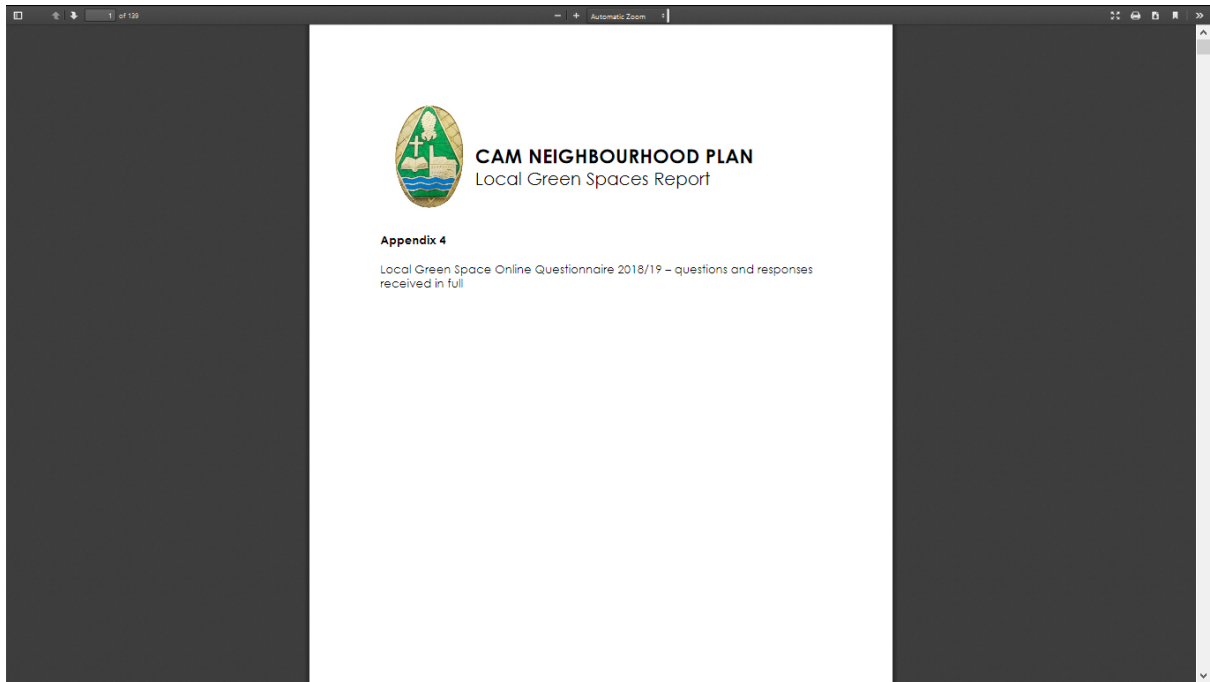 1 of 139 − + Automatic Zoom
CAM NEIGHBOURHOOD PLAN
Local Green Spaces Report
Appendix 4
Local Green Space Online Questionnaire 2018/19 – questions and responses
received in full